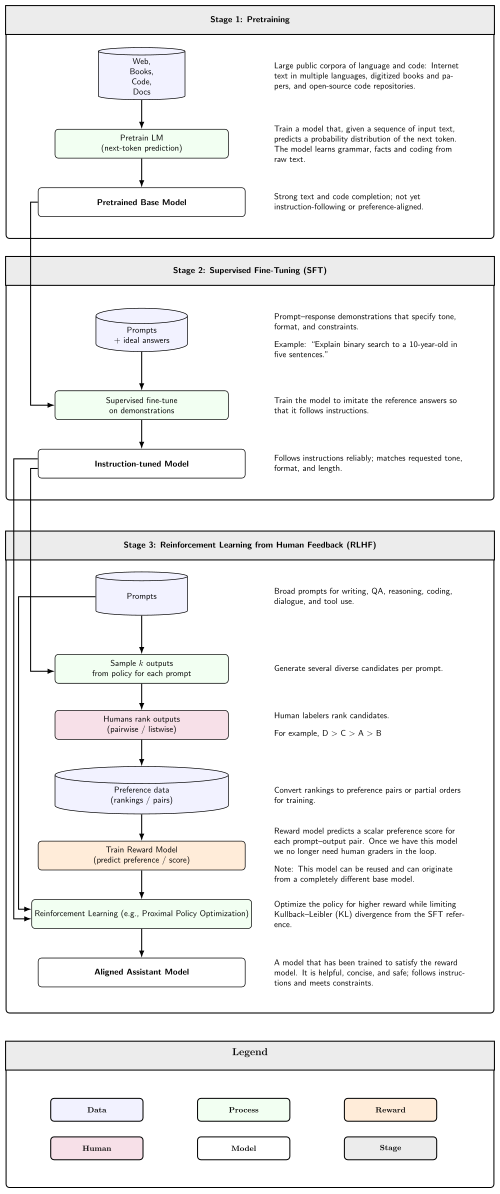 Stage 1: Pretraining
Web,
Books,
Code,
Docs
Large public corpora of language and code: Internet
text in multiple languages, digitized books and pa-
pers, and open-source code repositories.
Pretrain LM
(next-token prediction)
Train a model that, given a sequence of input text,
predicts a probability distribution of the next token.
The model learns grammar, facts and coding from
raw text.
Pretrained Base Model
Strong text and code completion; not yet
instruction-following or preference-aligned.
Stage 2: Supervised Fine-Tuning (SFT)
Prompts
+ ideal answers
Prompt–response demonstrations that specify tone,
format, and constraints.
Example: “Explain binary search to a 10-year-old in
five sentences.”
Supervised fine-tune
on demonstrations
Train the model to imitate the reference answers so
that it follows instructions.
Instruction-tuned Model
Follows instructions reliably; matches requested tone,
format, and length.
Stage 3: Reinforcement Learning from Human Feedback (RLHF)
Prompts
Broad prompts for writing, QA, reasoning, coding,
dialogue, and tool use.
Sample k outputs
from policy for each prompt
Generate several diverse candidates per prompt.
Humans rank outputs
(pairwise / listwise)
Human labelers rank candidates.
For example, D > C > A > B
Preference data
(rankings / pairs)
Convert rankings to preference pairs or partial orders
for training.
Train Reward Model
(predict preference / score)
Reward model predicts a scalar preference score for
each prompt–output pair. Once we have this model
we no longer need human graders in the loop.
Note: This model can be reused and can originate
from a completely different base model.
Reinforcement Learning (e.g., Proximal Policy Optimization)
Optimize the policy for higher reward while limiting
Kullback–Leibler (KL) divergence from the SFT refer-
ence.
Aligned Assistant Model
A model that has been trained to satisfy the reward
model. It is helpful, concise, and safe; follows instruc-
tions and meets constraints.
Legend
Data
Process
Reward
Human
Model
Stage